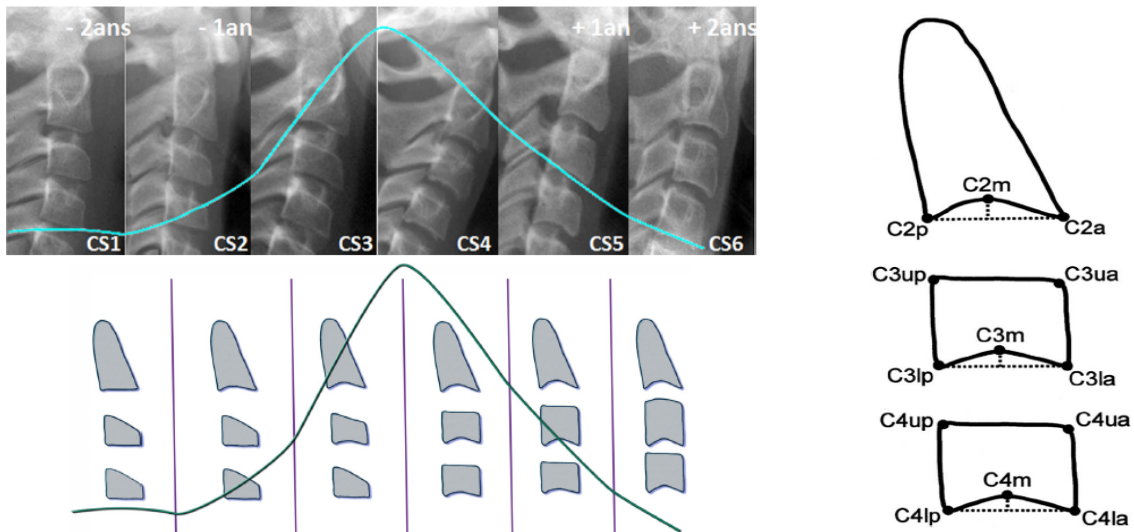 - 2ans
- 1an
+ 1an
+ 2ans
CS1
CS2
CS3
CS4
CS5
CS6
C2m
C2p
C2a
C3up
C3ua
C3m
C3lp
C3la
C4up
C4ua
C4m
C4lp
C4la